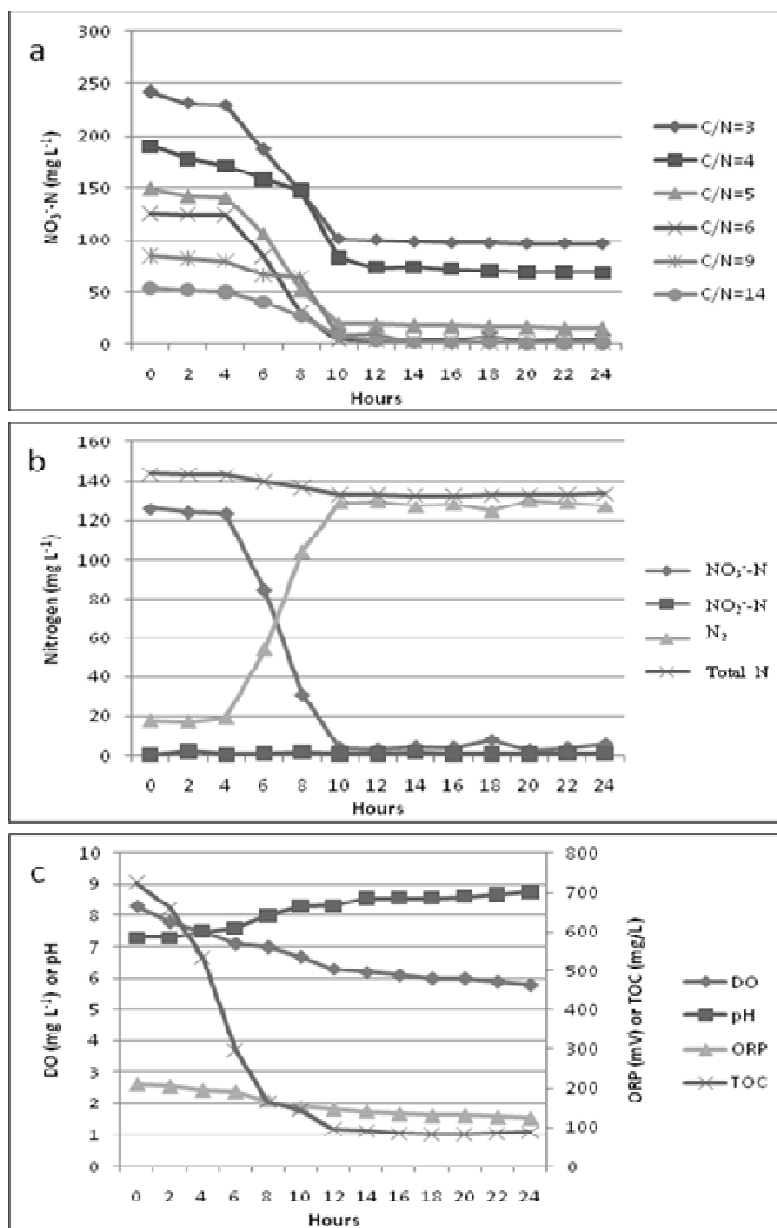 a
NO₃⁻-N (mg L⁻¹)
300
250
200
150
100
50
0
0 2 4 6 8 10 12 14 16 18 20 22 24
Hours
C/N=3
C/N=4
C/N=5
C/N=6
C/N=9
C/N=14
b
Nitrogen (mg L⁻¹)
160
140
120
100
80
60
40
20
0
0 2 4 6 8 10 12 14 16 18 20 22 24
Hours
NO₃⁻-N
NO₂⁻-N
N₂
Total N
c
DO (mg L⁻¹) or pH
10
9
8
7
6
5
4
3
2
1
0
0 2 4 6 8 10 12 14 16 18 20 22 24
Hours
800
700
600
500
400
300
200
100
0
ORP (mV) or TOC (mg/L)
DO
pH
ORP
TOC